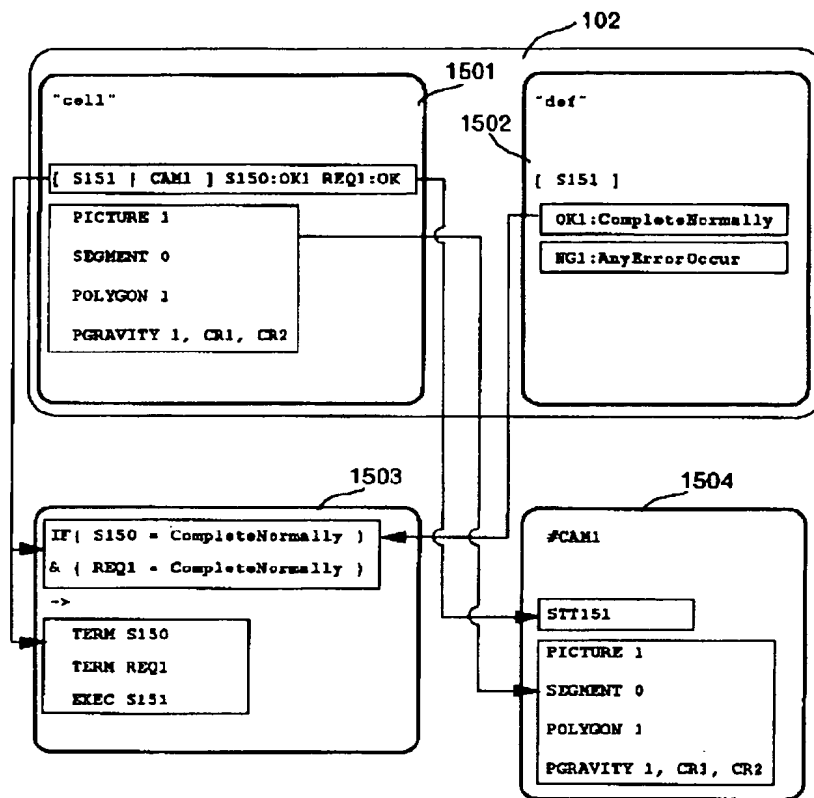 102
1501
"cell"
[ S151 | CAM1 ] S150:OK1 REQ1:OK
PICTURE 1
SEGMENT 0
POLYGON 1
PGRAVITY 1, CR1, CR2
"def"
1502
[ S151 ]
OK1:CompleteNormally
NG1:AnyErrorOccur
1503
IF( S150 = CompleteNormally )
& ( REQ1 = CompleteNormally )
->
TERM S150
TERM REQ1
EXEC S151
1504
#CAM1
STT151
PICTURE 1
SEGMENT 0
POLYGON 1
PGRAVITY 1, CR1, CR2